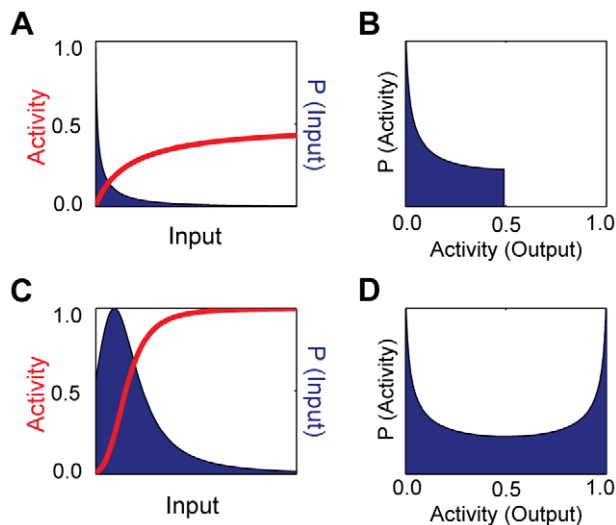 A
1.0
0.5
0.0
Activity
P (Input)
Input
B
P (Activity)
0.0
0.5
1.0
Activity (Output)
C
1.0
0.5
0.0
Activity
P (Input)
Input
D
P (Activity)
0.0
0.5
1.0
Activity (Output)